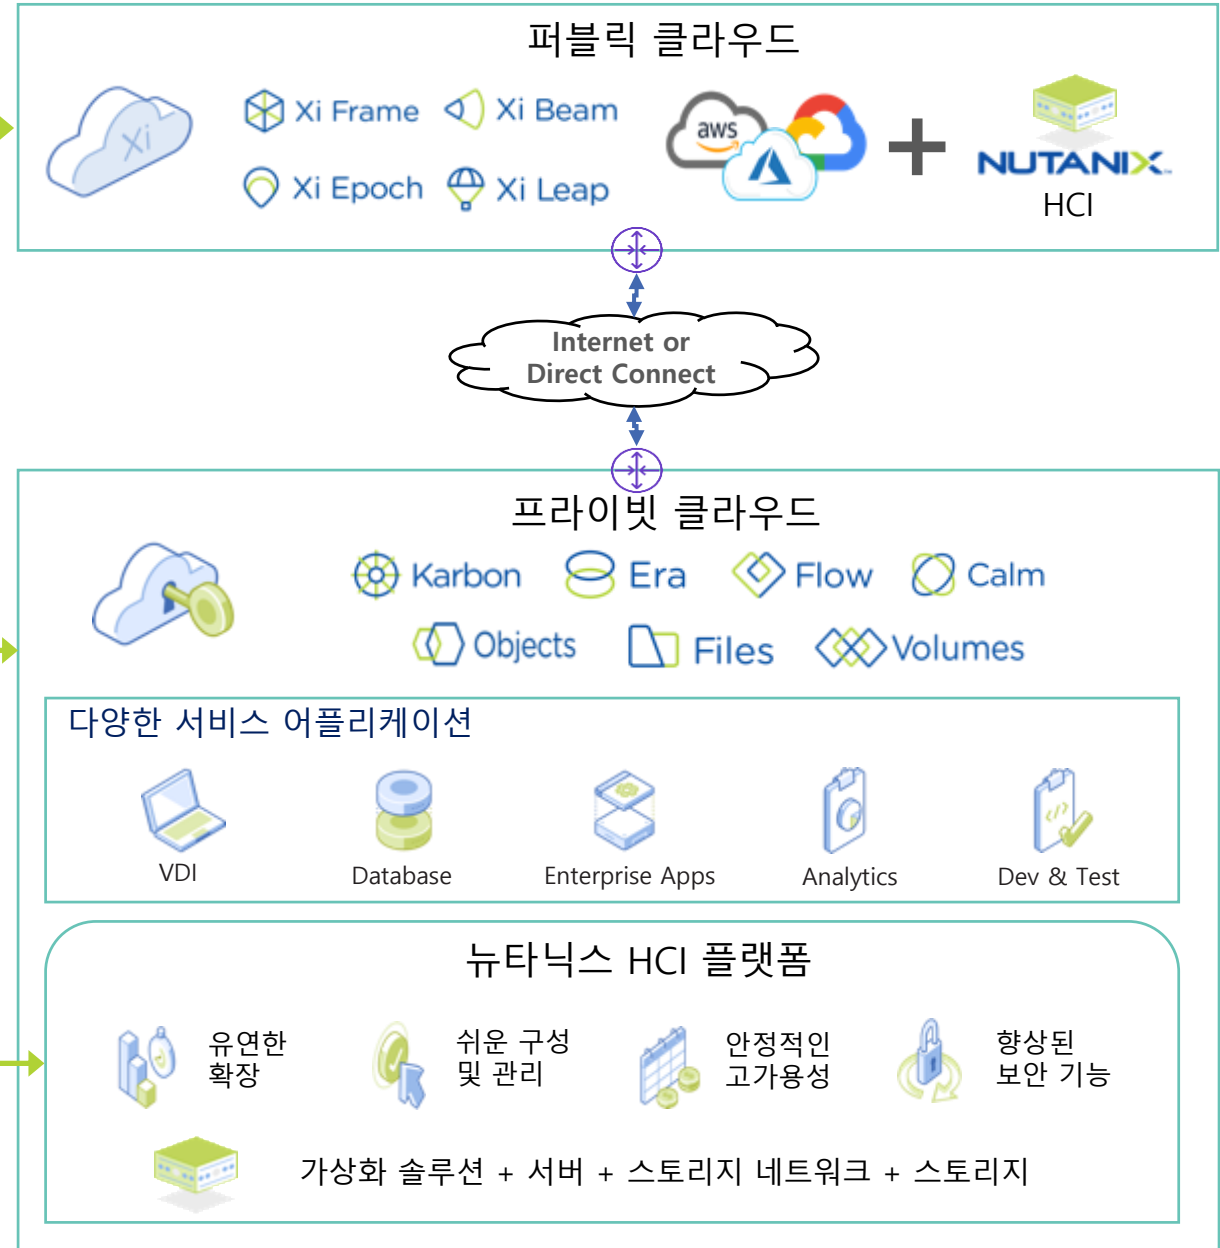 퍼블릭 클라우드
Xi
Xi Frame
Xi Beam
Xi Epoch
Xi Leap
aws
NUTANIX
HCI
Internet or
Direct Connect
프라이빗 클라우드
Karbon
Era
Flow
Calm
Objects
Files
Volumes
다양한 서비스 어플리케이션
VDI
Database
Enterprise Apps
Analytics
Dev & Test
뉴타닉스 HCI 플랫폼
유연한
확장
쉬운 구성
및 관리
안정적인
고가용성
향상된
보안 기능
가상화 솔루션 + 서버 + 스토리지 네트워크 + 스토리지